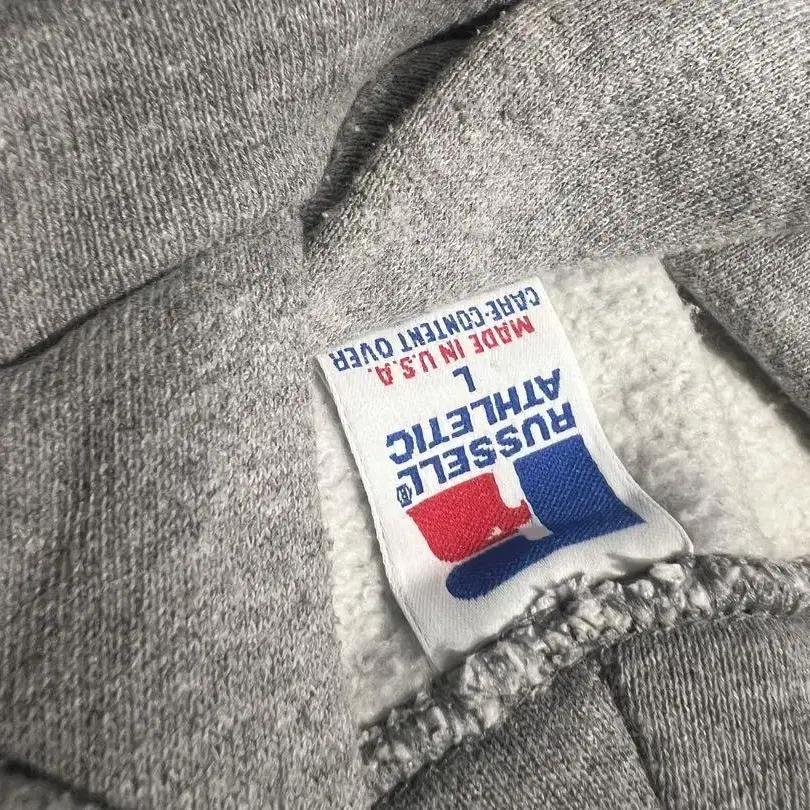 RUSSELL®
ATHLETIC
L
MADE IN U.S.A.
CARE-CONTENT OVER